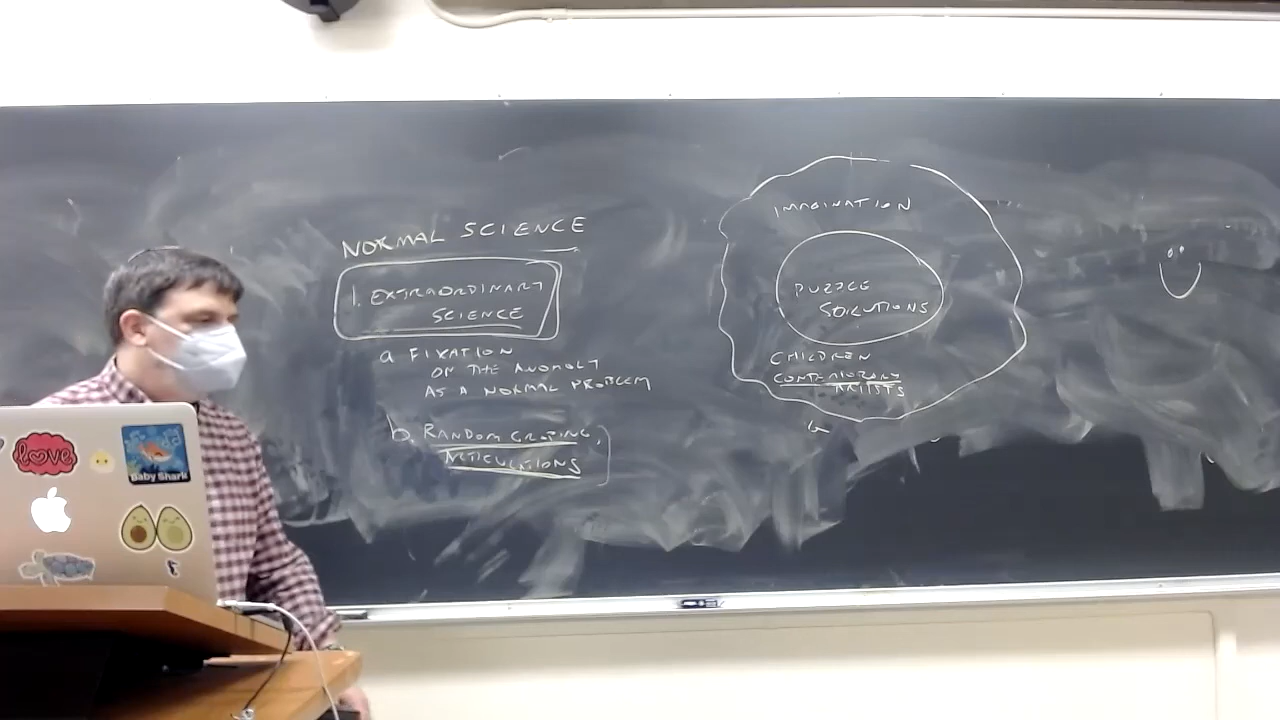 NORMAL SCIENCE
1. EXTRAORDINARY
SCIENCE
a FIXATION
ON THE ANOMOLY
AS A NORMAL PROBLEM
b. RANDOM GROPING,
ARTICULATIONS
IMAGINATION
PUZZLE
SOLUTIONS
CHILDREN
CONTEMPORARY
ARTISTS
love
Baby Shark